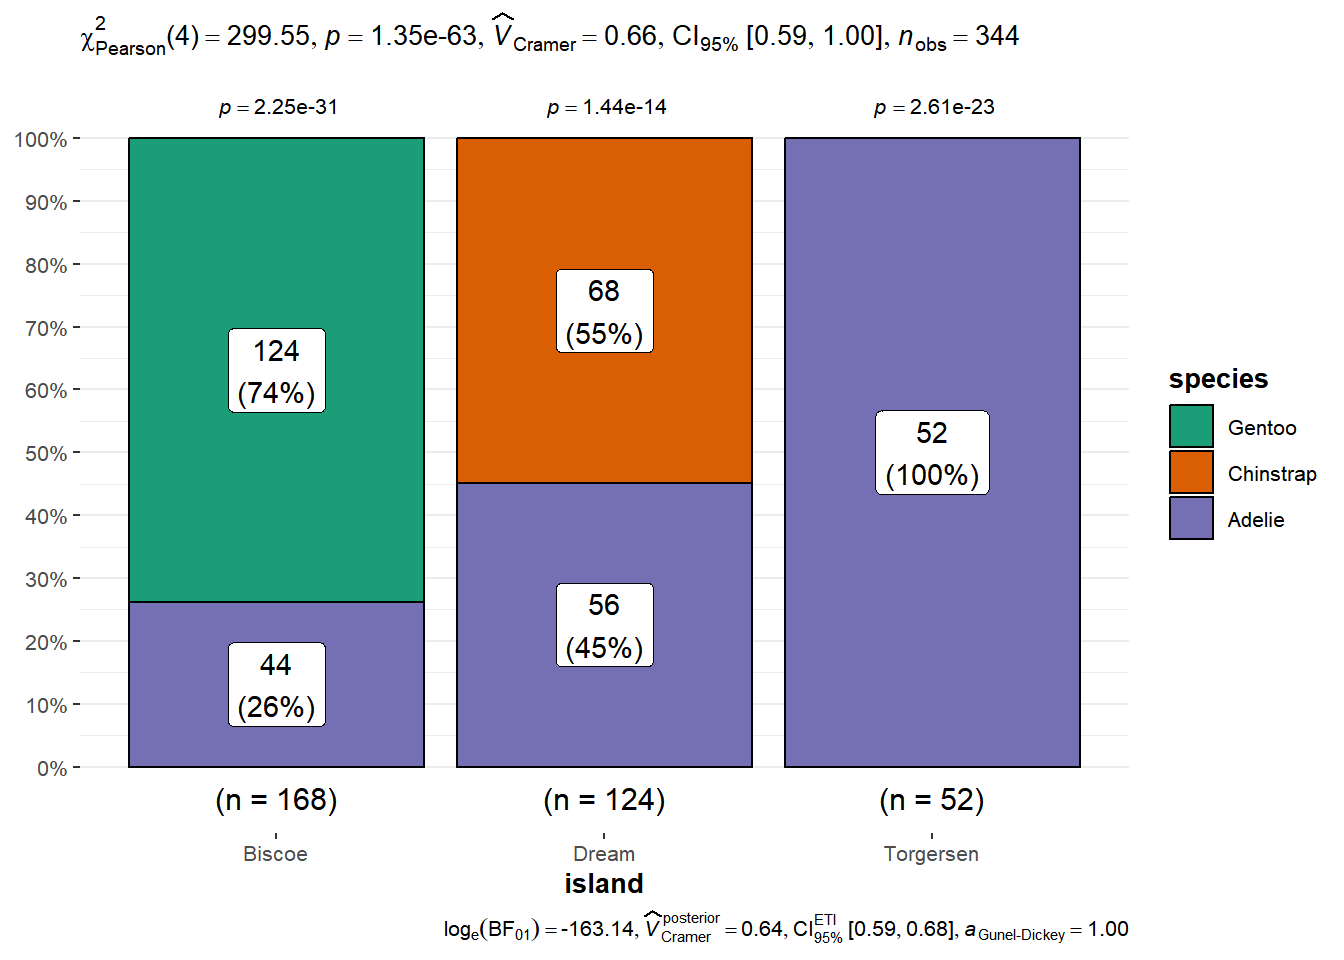 χ²Pearson(4) = 299.55, p = 1.35e-63, V̂Cramer = 0.66, CI95% [0.59, 1.00], nobs = 344
p = 2.25e-31 p = 1.44e-14 p = 2.61e-23
100%
90%
80%
70%
60%
50%
40%
30%
20%
10%
0%
124
(74%)
44
(26%)
68
(55%)
56
(45%)
52
(100%)
(n = 168) (n = 124) (n = 52)
Biscoe Dream Torgersen
island
species
Gentoo
Chinstrap
Adelie
loge(BF01) = -163.14, V̂Cramer posterior = 0.64, CI95% ETI [0.59, 0.68], aGunel-Dickey = 1.00